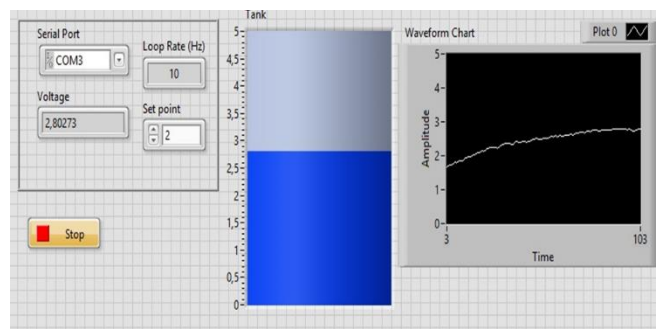 Serial Port
COM3
Loop Rate (Hz)
10
Voltage
2,80273
Set point
2
Stop
Tank
5
4,5
4
3,5
3
2,5
2
1,5
1
0,5
0
Waveform Chart
Plot 0
5
4
3
2
1
0
Amplitude
3
103
Time